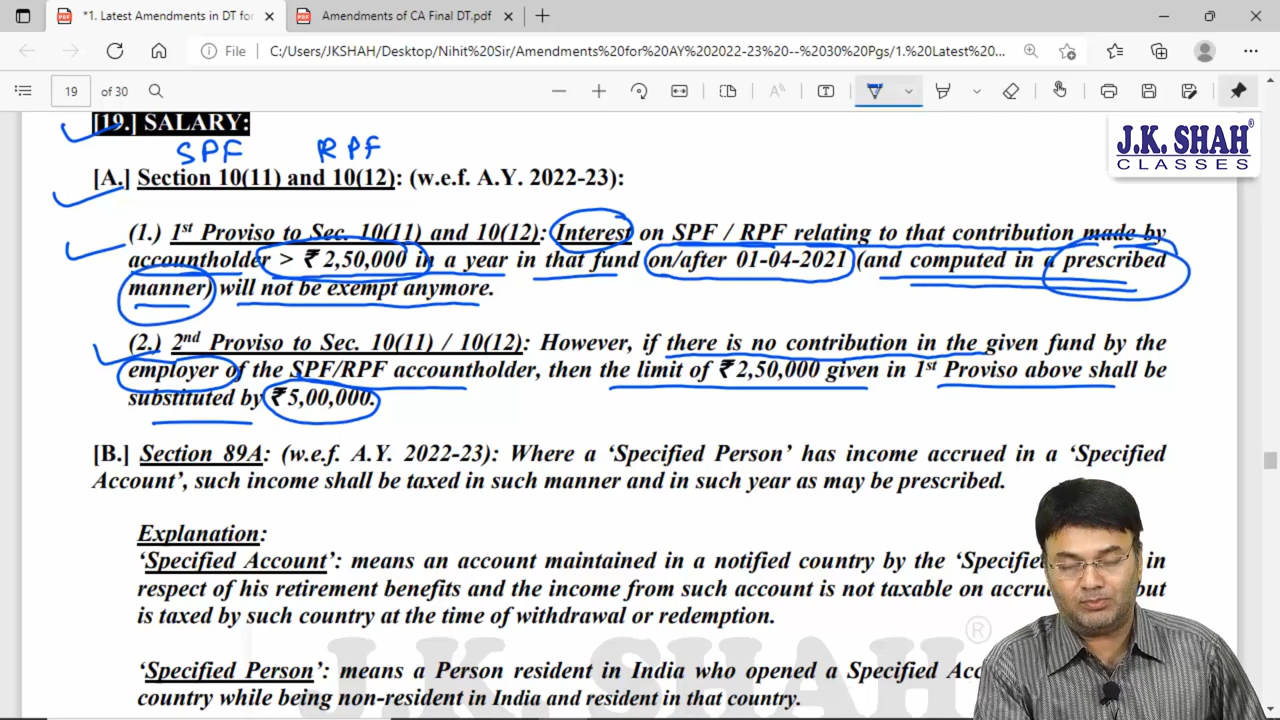 *1. Latest Amendments in DT for
Amendments of CA Final DT.pdf
File
C:/Users/JKSHAH/Desktop/Nihit%20Sir/Amendments%20for%20AY%202022-23%20--%2030%20Pgs/1.%20Latest%20...
19 of 30
J.K. SHAH®
CLASSES
[19.] SALARY:
SPF RPF
[A.] Section 10(11) and 10(12): (w.e.f. A.Y. 2022-23):
(1.) 1st Proviso to Sec. 10(11) and 10(12): Interest on SPF / RPF relating to that contribution made by
accountholder > ₹ 2,50,000 in a year in that fund on/after 01-04-2021 (and computed in a prescribed
manner) will not be exempt anymore.
(2.) 2nd Proviso to Sec. 10(11) / 10(12): However, if there is no contribution in the given fund by the
employer of the SPF/RPF accountholder, then the limit of ₹ 2,50,000 given in 1st Proviso above shall be
substituted by ₹ 5,00,000.
[B.] Section 89A: (w.e.f. A.Y. 2022-23): Where a ‘Specified Person’ has income accrued in a ‘Specified
Account’, such income shall be taxed in such manner and in such year as may be prescribed.
Explanation:
‘Specified Account’: means an account maintained in a notified country by the in
respect of his retirement benefits and the income from such account is not taxable on but
is taxed by such country at the time of withdrawal or redemption.
J.K. SHAH®
‘Specified Person’: means a Person resident in India who opened a Specified
country while being non-resident in India and resident in that country.